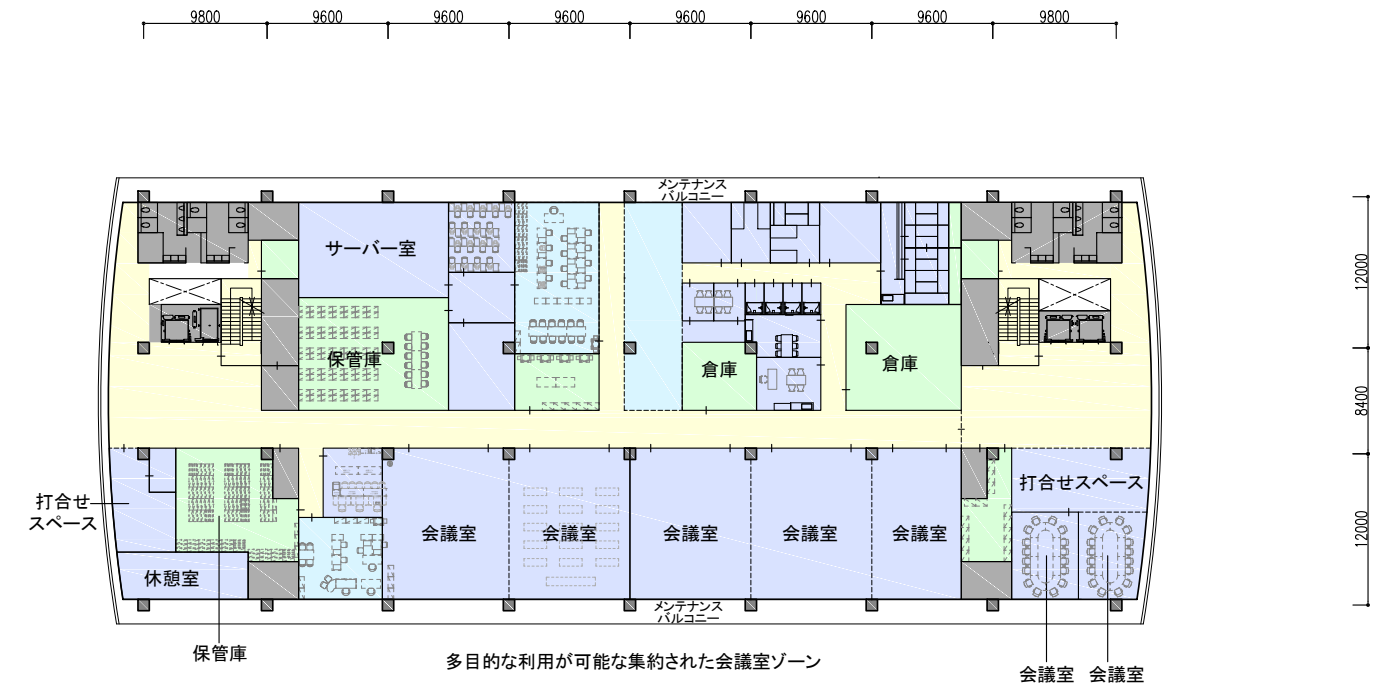 9800 9600 9600 9600 9600 9600 9600 9800
メンテナンス
バルコニー
サーバー室
12000
保管庫
倉庫
倉庫
8400
打合せ
スペース
打合せスペース
会議室
会議室
会議室
会議室
会議室
12000
休憩室
メンテナンス
バルコニー
保管庫
多目的な利用が可能な集約された会議室ゾーン
会議室
会議室